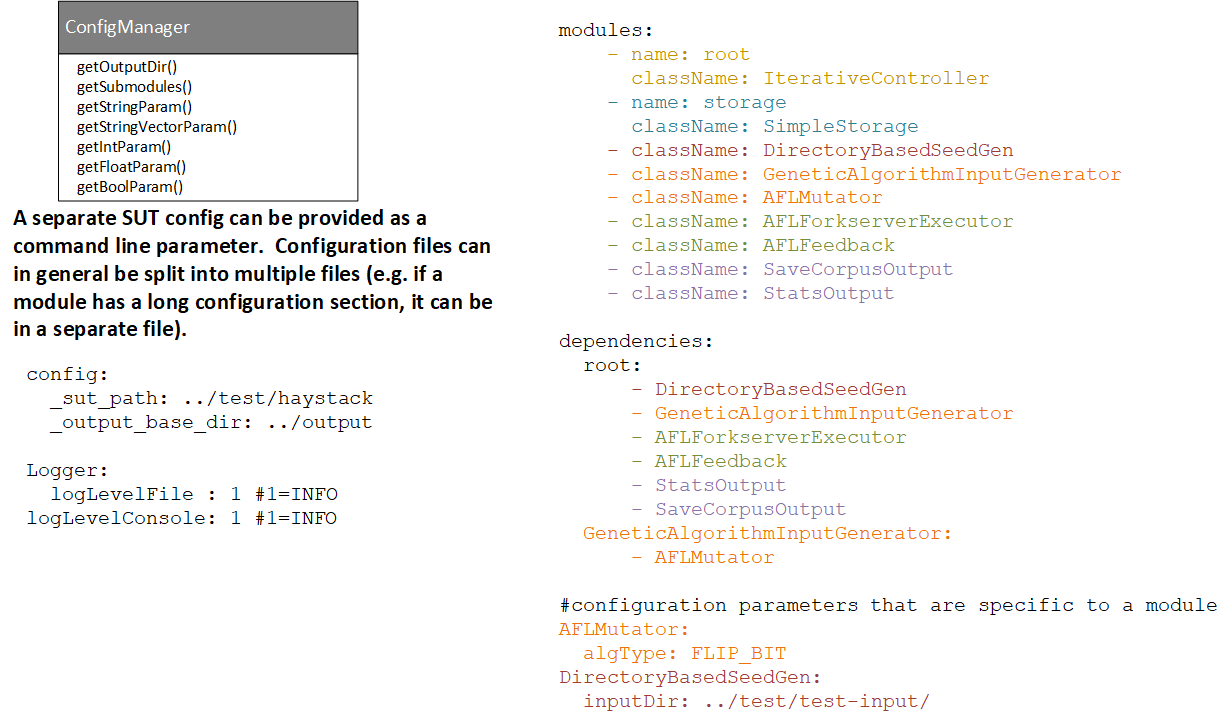 ConfigManager
getOutputDir()
getSubmodules()
getStringParam()
getStringVectorParam()
getIntParam()
getFloatParam()
getBoolParam()
A separate SUT config can be provided as a
command line parameter.  Configuration files can
in general be split into multiple files (e.g. if a
module has a long configuration section, it can be
in a separate file).
config:
  _sut_path: ../test/haystack
  _output_base_dir: ../output
Logger:
  logLevelFile : 1 #1=INFO
logLevelConsole: 1 #1=INFO
modules:
    - name: root
      className: IterativeController
    - name: storage
      className: SimpleStorage
    - className: DirectoryBasedSeedGen
    - className: GeneticAlgorithmInputGenerator
    - className: AFLMutator
    - className: AFLForkserverExecutor
    - className: AFLFeedback
    - className: SaveCorpusOutput
    - className: StatsOutput
dependencies:
  root:
      - DirectoryBasedSeedGen
      - GeneticAlgorithmInputGenerator
      - AFLForkserverExecutor
      - AFLFeedback
      - StatsOutput
      - SaveCorpusOutput
  GeneticAlgorithmInputGenerator:
      - AFLMutator
#configuration parameters that are specific to a module
AFLMutator:
  algType: FLIP_BIT
DirectoryBasedSeedGen:
  inputDir: ../test/test-input/